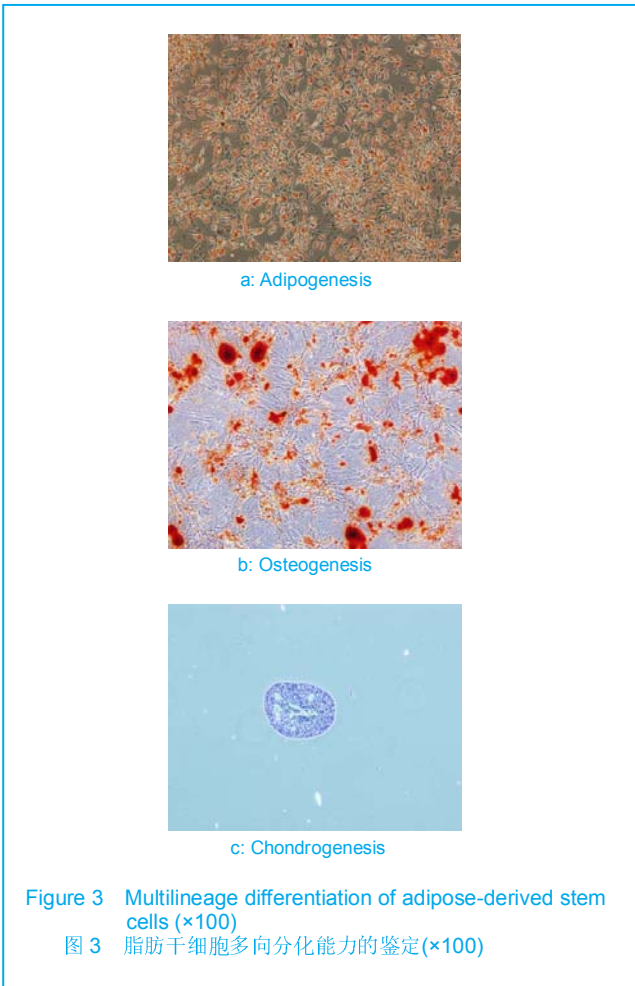 a: Adipogenesis
b: Osteogenesis
c: Chondrogenesis
Figure 3 Multilineage differentiation of adipose-derived stem
cells (×100)
图 3 脂肪干细胞多向分化能力的鉴定(×100)